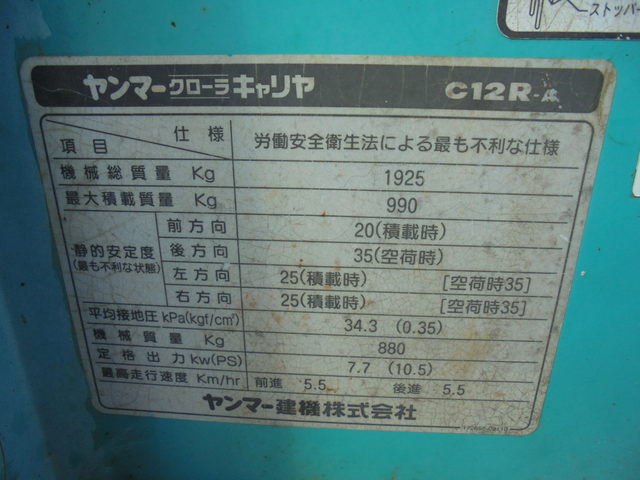 ストッパー
ヤンマークローラキャリヤ C12R-A
項目 仕様 労働安全衛生法による最も不利な仕様
機械総質量 Kg 1925
最大積載質量 Kg 990
静的安定度 (最も不利な状態) 前方向 20(積載時)
後方向 35(空荷時)
左方向 25(積載時) [空荷時35]
右方向 25(積載時) [空荷時35]
平均接地圧 kPa(kgf/cm²) 34.3 (0.35)
機械質量 Kg 880
定格出力 kw(PS) 7.7 (10.5)
最高走行速度 Km/hr 前進 5.5 後進 5.5
ヤンマー建機株式会社